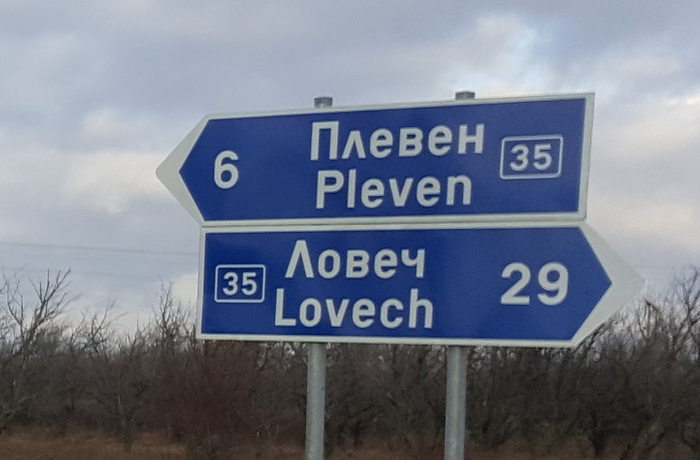 6 Плевен 35
Pleven
35 Ловеч 29
Lovech